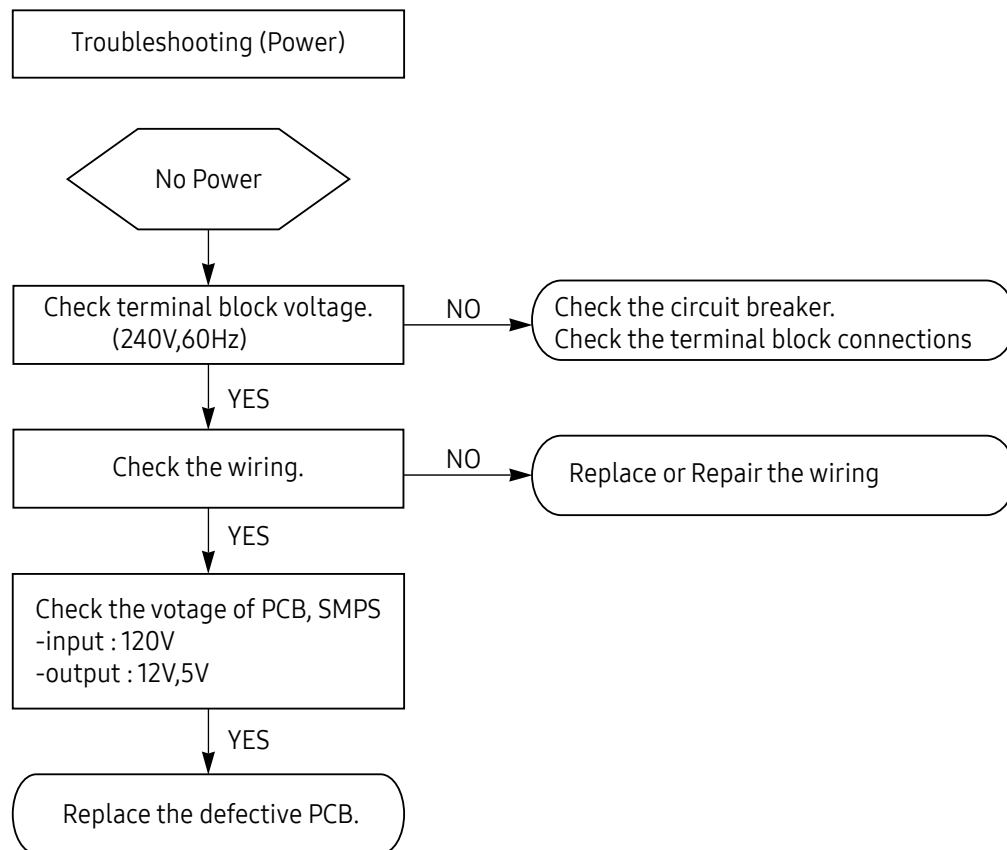 Troubleshooting (Power)
No Power
Check terminal block voltage.
(240V,60Hz)
NO
Check the circuit breaker.
Check the terminal block connections
YES
Check the wiring.
NO
Replace or Repair the wiring
YES
Check the votage of PCB, SMPS
-input : 120V
-output : 12V,5V
YES
Replace the defective PCB.